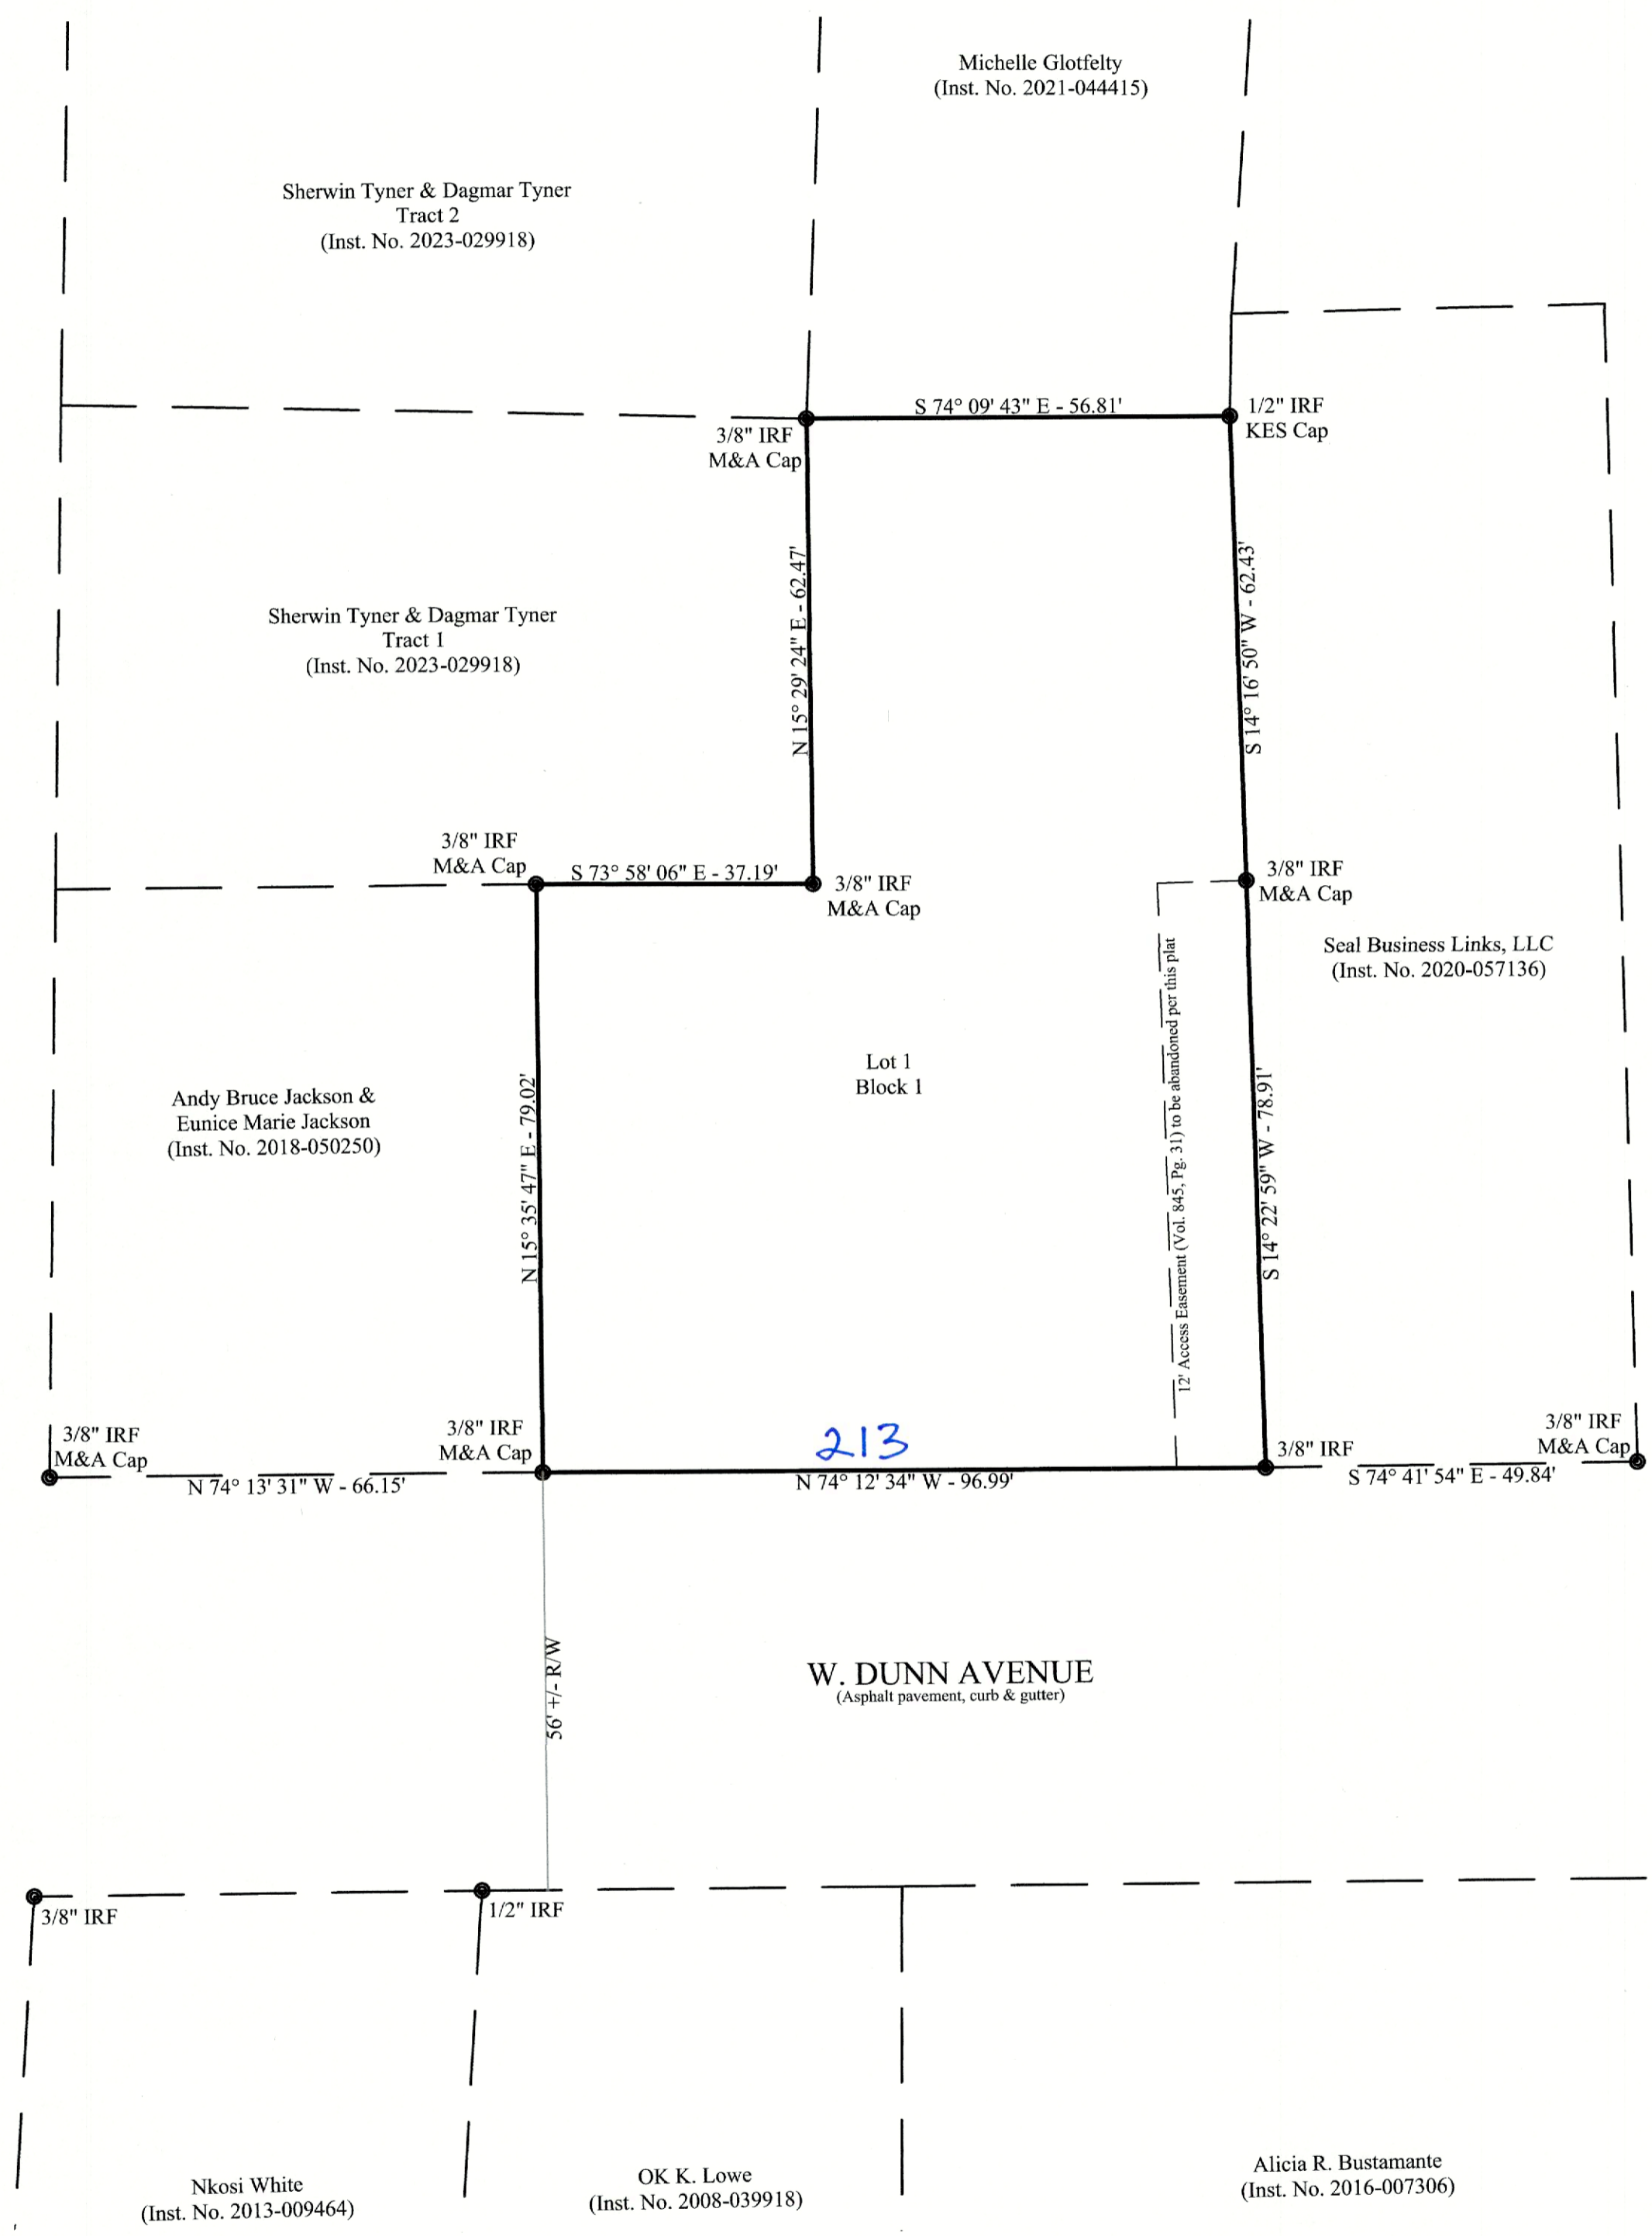 Michelle Glotfelty
(Inst. No. 2021-044415)
Sherwin Tyner & Dagmar Tyner
Tract 2
(Inst. No. 2023-029918)
S 74° 09' 43" E - 56.81'
1/2" IRF
KES Cap
3/8" IRF
M&A Cap
N 15° 29' 24" E - 62.47'
S 14° 16' 50" W - 62.43'
Sherwin Tyner & Dagmar Tyner
Tract 1
(Inst. No. 2023-029918)
3/8" IRF
M&A Cap
S 73° 58' 06" E - 37.19'
3/8" IRF
M&A Cap
3/8" IRF
M&A Cap
Seal Business Links, LLC
(Inst. No. 2020-057136)
12' Access Easement (Vol. 845, Pg. 31) to be abandoned per this plat
Lot 1
Block 1
Andy Bruce Jackson &
Eunice Marie Jackson
(Inst. No. 2018-050250)
N 15° 35' 47" E - 79.02'
S 14° 22' 59" W - 78.91'
3/8" IRF
M&A Cap
3/8" IRF
M&A Cap
213
3/8" IRF
3/8" IRF
M&A Cap
N 74° 13' 31" W - 66.15'
N 74° 12' 34" W - 96.99'
S 74° 41' 54" E - 49.84'
56' +/- R/W
W. DUNN AVENUE
(Asphalt pavement, curb & gutter)
3/8" IRF
1/2" IRF
Nkosi White
(Inst. No. 2013-009464)
OK K. Lowe
(Inst. No. 2008-039918)
Alicia R. Bustamante
(Inst. No. 2016-007306)